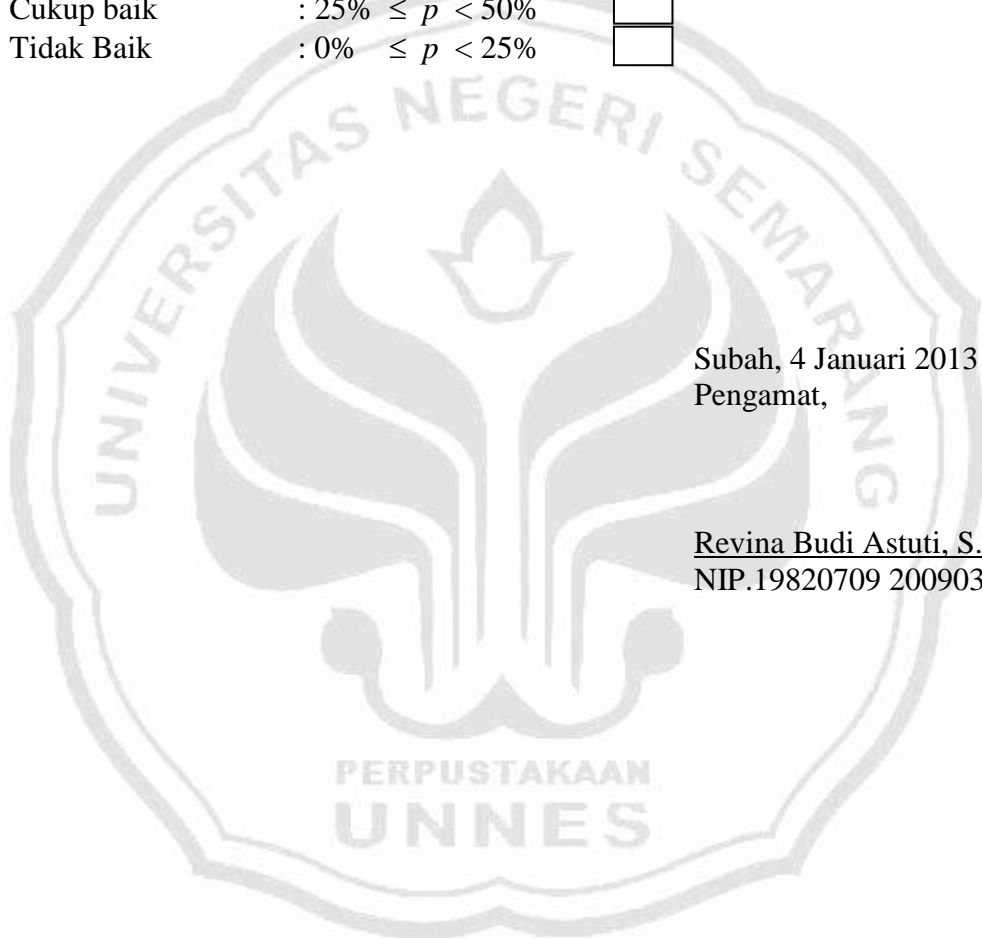 Cukup baik : 25% ≤ p < 50%
Tidak Baik : 0% ≤ p < 25%
UNIVERSITAS NEGERI SEMARANG
Subah, 4 Januari 2013
Pengamat,
Revina Budi Astuti, S.
NIP.19820709 200903
PERPUSTAKAAN
UNNES